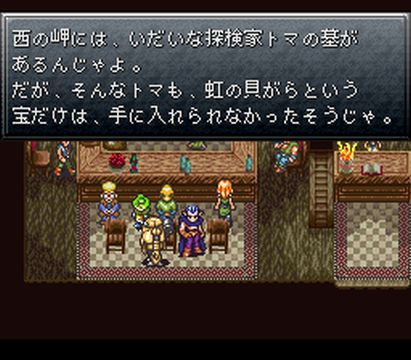 西の岬には、いだいな探検家トマの墓が
あるんじゃよ。
だが、そんなトマも、虹の貝がらという
宝だけは、手に入れられなかったそうじゃ。